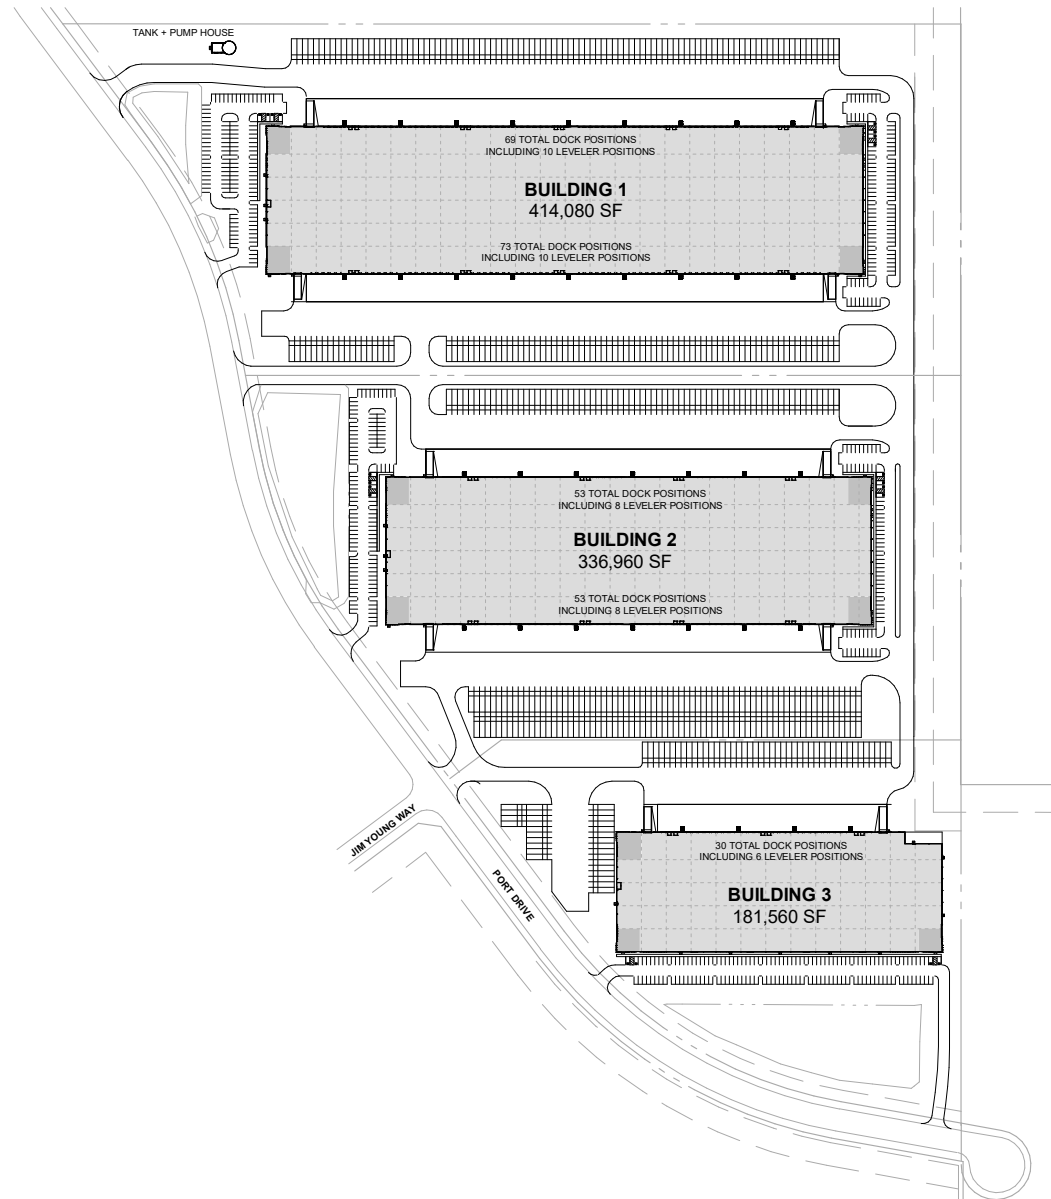 TANK + PUMP HOUSE
69 TOTAL DOCK POSITIONS
INCLUDING 10 LEVELER POSITIONS
BUILDING 1
414,080 SF
73 TOTAL DOCK POSITIONS
INCLUDING 10 LEVELER POSITIONS
53 TOTAL DOCK POSITIONS
INCLUDING 8 LEVELER POSITIONS
BUILDING 2
336,960 SF
53 TOTAL DOCK POSITIONS
INCLUDING 8 LEVELER POSITIONS
JIM YOUNG WAY
PORT DRIVE
30 TOTAL DOCK POSITIONS
INCLUDING 6 LEVELER POSITIONS
BUILDING 3
181,560 SF